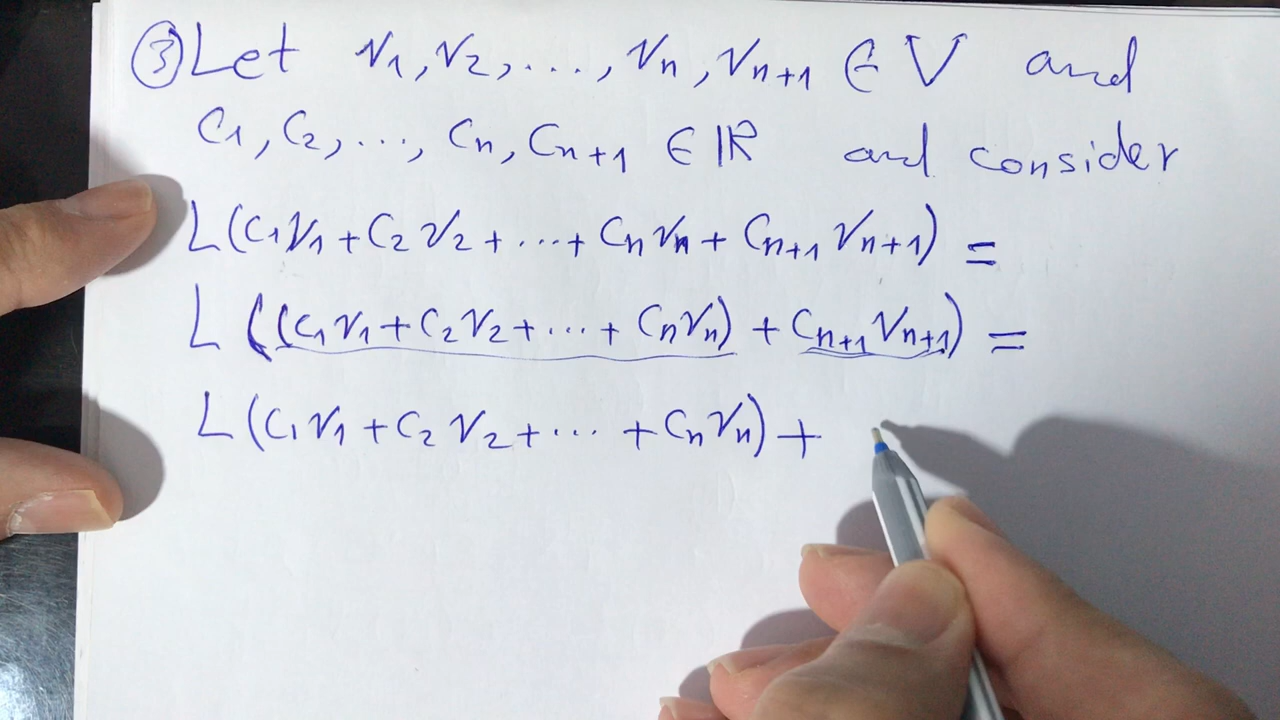 ③ Let v₁, v₂, ..., vₙ, vₙ₊₁ ∈ V and
c₁, c₂, ..., cₙ, cₙ₊₁ ∈ ℝ and consider
L(c₁v₁ + c₂v₂ + ... + cₙvₙ + cₙ₊₁vₙ₊₁) =
L((c₁v₁ + c₂v₂ + ... + cₙvₙ) + cₙ₊₁vₙ₊₁) =
L(c₁v₁ + c₂v₂ + ... + cₙvₙ) +